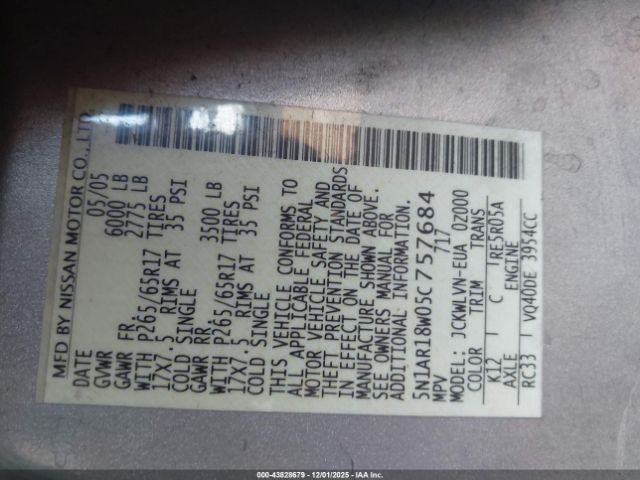 MFD BY NISSAN MOTOR CO., LTD.
DATE 05/05
GVWR 6000 LB
GAWR FR. 2775 LB
WITH P265/65R17 TIRES
17X7.5 RIMS AT 35 PSI
COLD SINGLE
GAWR RR. 3500 LB
WITH P265/65R17 TIRES
17X7.5 RIMS AT 35 PSI
COLD SINGLE
THIS VEHICLE CONFORMS TO
ALL APPLICABLE FEDERAL
MOTOR VEHICLE SAFETY AND
THEFT PREVENTION STANDARDS
IN EFFECT ON THE DATE OF
MANUFACTURE SHOWN ABOVE.
SEE OWNERS MANUAL FOR
ADDITIONAL INFORMATION.
5N1AR18W05C757684
MPV 717
MODEL: JCKWLVN-EUA 0Z000
COLOR TRIM TRANS
K12 C RE5R05A
AXLE ENGINE
RC33 VQ40DE 3954CC
000-43828679 - 12/01/2025 - IAA Inc.